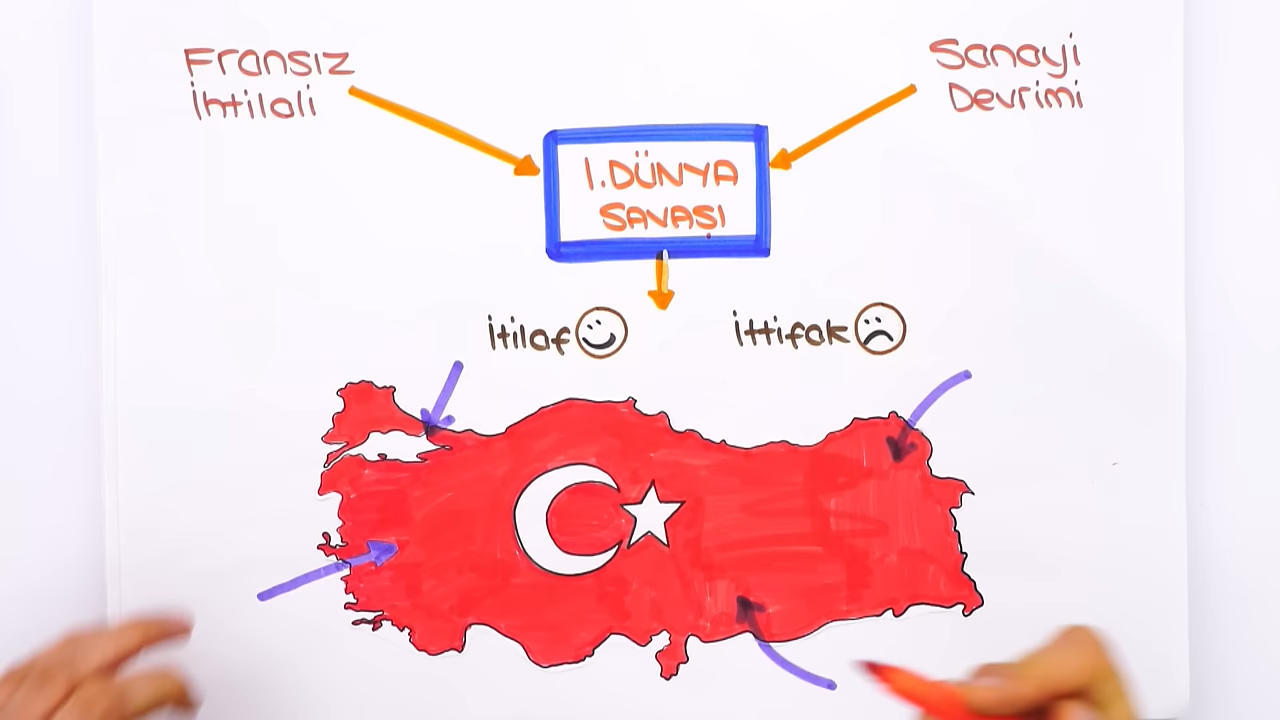 Fransız
İhtilali
Sanayi
Devrimi
1.DÜNYA
SAVAŞI
İtilaf
İttifak